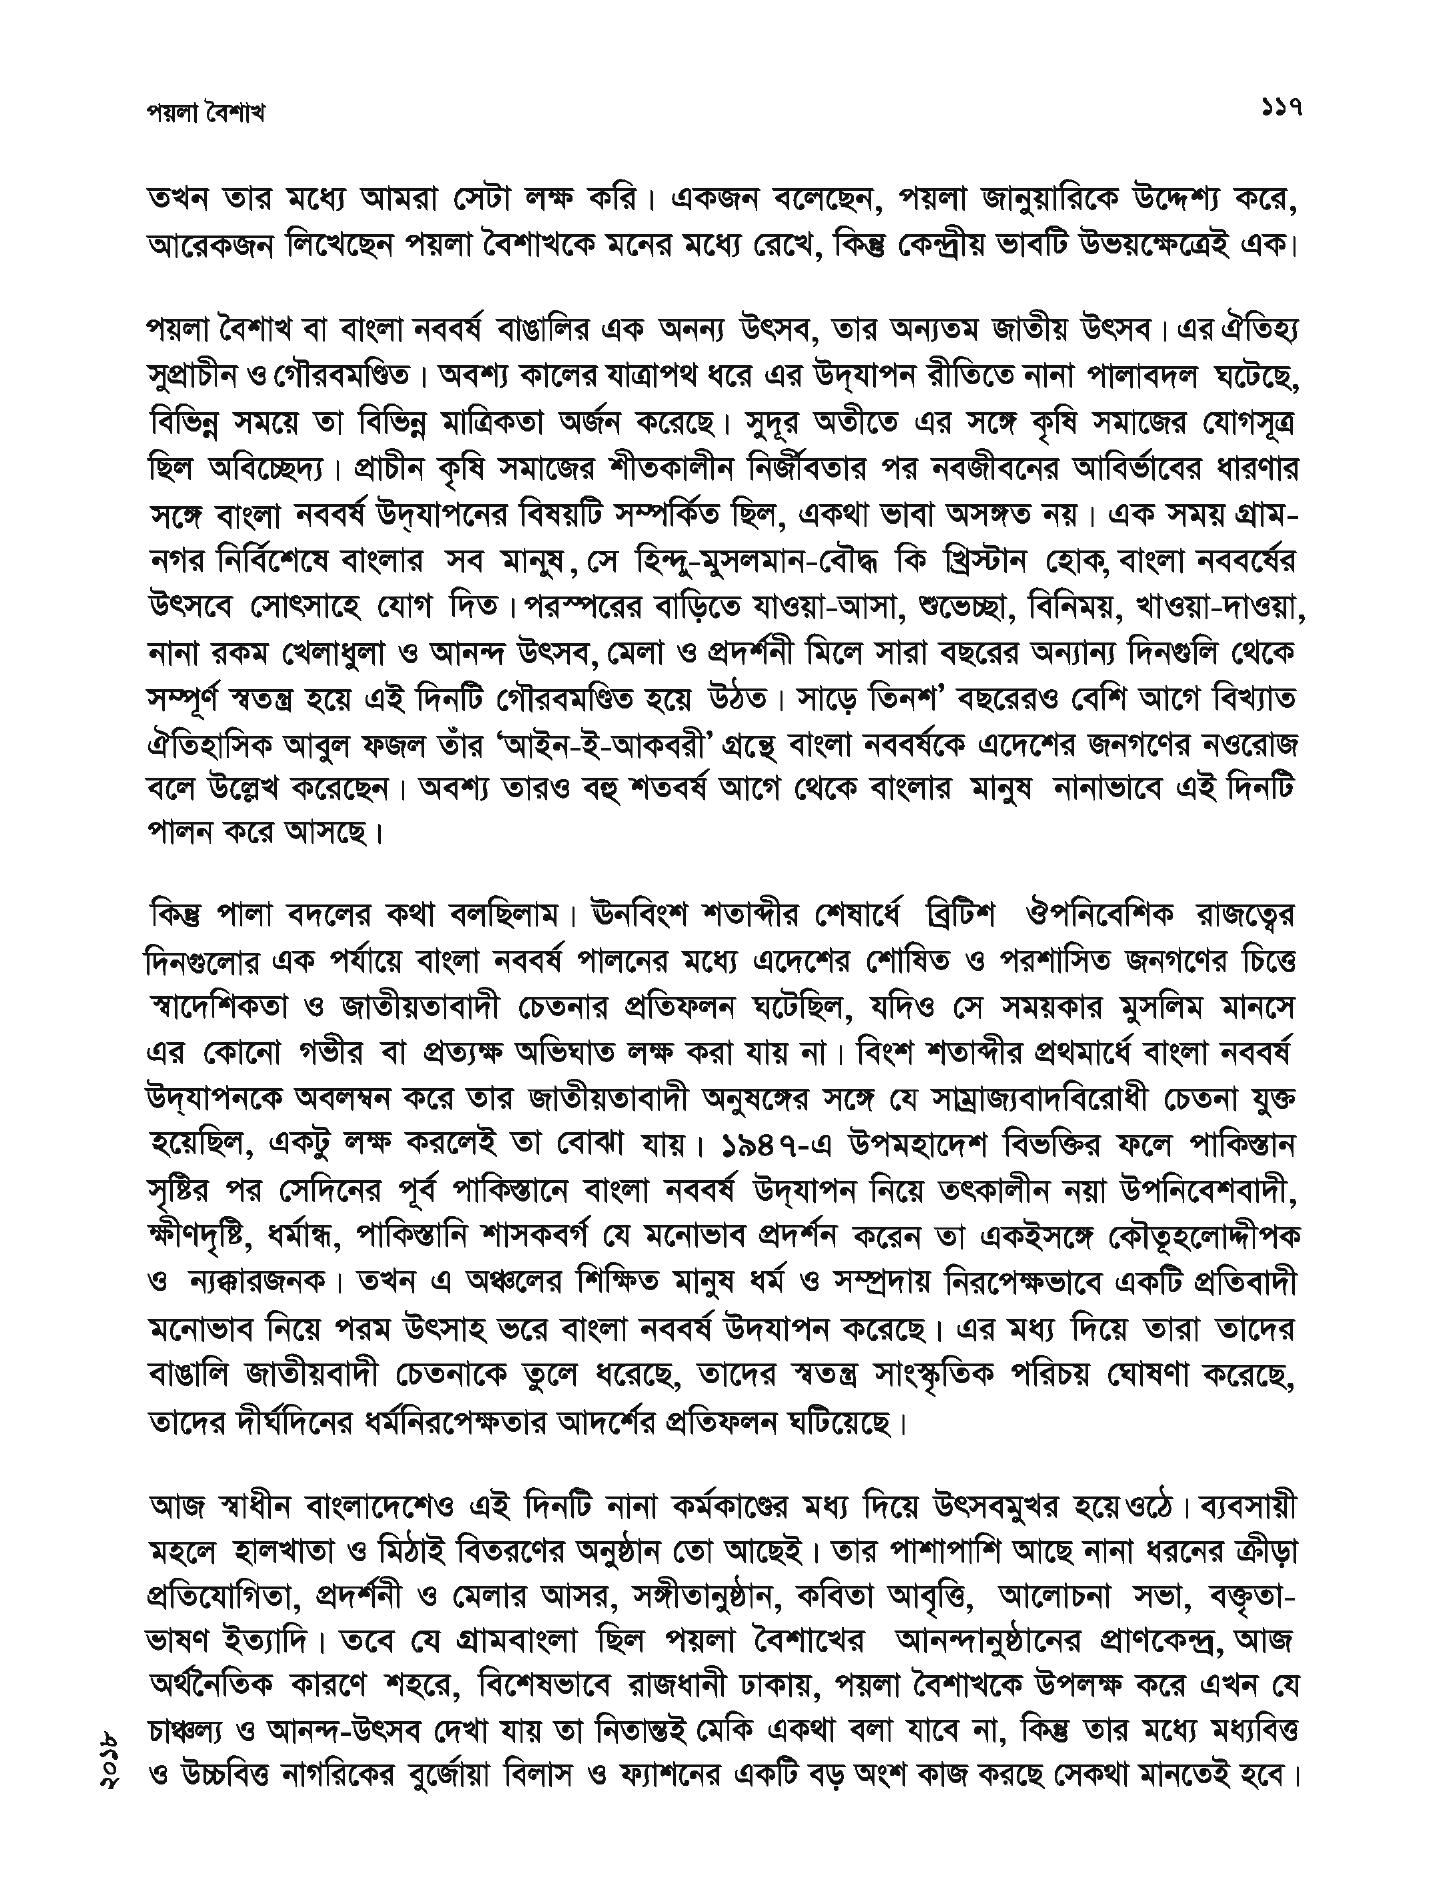 পয়লা বৈশাখ
১১৭
তখন তার মধ্যে আমরা সেটা লক্ষ করি। একজন বলেছেন, পয়লা জানুয়ারিকে উদ্দেশ্য করে,
আরেকজন লিখেছেন পয়লা বৈশাখকে মনের মধ্যে রেখে, কিন্তু কেন্দ্রীয় ভাবটি উভয়ক্ষেত্রেই এক।
পয়লা বৈশাখ বা বাংলা নববর্ষ বাঙালির এক অনন্য উৎসব, তার অন্যতম জাতীয় উৎসব। এর ঐতিহ্য
সুপ্রাচীন ও গৌরবমণ্ডিত। অবশ্য কালের যাত্রাপথ ধরে এর উদ্‌যাপন রীতিতে নানা পালাবদল ঘটেছে,
বিভিন্ন সময়ে তা বিভিন্ন মাত্রিকতা অর্জন করেছে। সুদূর অতীতে এর সঙ্গে কৃষি সমাজের যোগসূত্র
ছিল অবিচ্ছেদ্য। প্রাচীন কৃষি সমাজের শীতকালীন নির্জীবতার পর নবজীবনের আবির্ভাবের ধারণার
সঙ্গে বাংলা নববর্ষ উদ্‌যাপনের বিষয়টি সম্পর্কিত ছিল, একথা ভাবা অসঙ্গত নয়। এক সময় গ্রাম-
নগর নির্বিশেষে বাংলার সব মানুষ, সে হিন্দু-মুসলমান-বৌদ্ধ কি খ্রিস্টান হোক, বাংলা নববর্ষের
উৎসবে সোৎসাহে যোগ দিত। পরস্পরের বাড়িতে যাওয়া-আসা, শুভেচ্ছা, বিনিময়, খাওয়া-দাওয়া,
নানা রকম খেলাধুলা ও আনন্দ উৎসব, মেলা ও প্রদর্শনী মিলে সারা বছরের অন্যান্য দিনগুলি থেকে
সম্পূর্ণ স্বতন্ত্র হয়ে এই দিনটি গৌরবমণ্ডিত হয়ে উঠত। সাড়ে তিনশ’ বছরেরও বেশি আগে বিখ্যাত
ঐতিহাসিক আবুল ফজল তাঁর ‘আইন-ই-আকবরী’ গ্রন্থে বাংলা নববর্ষকে এদেশের জনগণের নওরোজ
বলে উল্লেখ করেছেন। অবশ্য তারও বহু শতবর্ষ আগে থেকে বাংলার মানুষ নানাভাবে এই দিনটি
পালন করে আসছে।
কিন্তু পালা বদলের কথা বলছিলাম। ঊনবিংশ শতাব্দীর শেষার্ধে ব্রিটিশ ঔপনিবেশিক রাজত্বের
দিনগুলোর এক পর্যায়ে বাংলা নববর্ষ পালনের মধ্যে এদেশের শোষিত ও পরশাসিত জনগণের চিত্তে
স্বাদেশিকতা ও জাতীয়তাবাদী চেতনার প্রতিফলন ঘটেছিল, যদিও সে সময়কার মুসলিম মানসে
এর কোনো গভীর বা প্রত্যক্ষ অভিঘাত লক্ষ করা যায় না। বিংশ শতাব্দীর প্রথমার্ধে বাংলা নববর্ষ
উদ্‌যাপনকে অবলম্বন করে তার জাতীয়তাবাদী অনুষঙ্গের সঙ্গে যে সাম্রাজ্যবাদবিরোধী চেতনা যুক্ত
হয়েছিল, একটু লক্ষ করলেই তা বোঝা যায়। ১৯৪৭-এ উপমহাদেশ বিভক্তির ফলে পাকিস্তান
সৃষ্টির পর সেদিনের পূর্ব পাকিস্তানে বাংলা নববর্ষ উদ্‌যাপন নিয়ে তৎকালীন নয়া উপনিবেশবাদী,
ক্ষীণদৃষ্টি, ধর্মান্ধ, পাকিস্তানি শাসকবর্গ যে মনোভাব প্রদর্শন করেন তা একইসঙ্গে কৌতূহলোদ্দীপক
ও ন্যক্কারজনক। তখন এ অঞ্চলের শিক্ষিত মানুষ ধর্ম ও সম্প্রদায় নিরপেক্ষভাবে একটি প্রতিবাদী
মনোভাব নিয়ে পরম উৎসাহ ভরে বাংলা নববর্ষ উদযাপন করেছে। এর মধ্য দিয়ে তারা তাদের
বাঙালি জাতীয়বাদী চেতনাকে তুলে ধরেছে, তাদের স্বতন্ত্র সাংস্কৃতিক পরিচয় ঘোষণা করেছে,
তাদের দীর্ঘদিনের ধর্মনিরপেক্ষতার আদর্শের প্রতিফলন ঘটিয়েছে।
আজ স্বাধীন বাংলাদেশেও এই দিনটি নানা কর্মকাণ্ডের মধ্য দিয়ে উৎসবমুখর হয়ে ওঠে। ব্যবসায়ী
মহলে হালখাতা ও মিঠাই বিতরণের অনুষ্ঠান তো আছেই। তার পাশাপাশি আছে নানা ধরনের ক্রীড়া
প্রতিযোগিতা, প্রদর্শনী ও মেলার আসর, সঙ্গীতানুষ্ঠান, কবিতা আবৃত্তি, আলোচনা সভা, বক্তৃতা-
ভাষণ ইত্যাদি। তবে যে গ্রামবাংলা ছিল পয়লা বৈশাখের আনন্দানুষ্ঠানের প্রাণকেন্দ্র, আজ
অর্থনৈতিক কারণে শহরে, বিশেষভাবে রাজধানী ঢাকায়, পয়লা বৈশাখকে উপলক্ষ করে এখন যে
চাঞ্চল্য ও আনন্দ-উৎসব দেখা যায় তা নিতান্তই মেকি একথা বলা যাবে না, কিন্তু তার মধ্যে মধ্যবিত্ত
ও উচ্চবিত্ত নাগরিকের বুর্জোয়া বিলাস ও ফ্যাশনের একটি বড় অংশ কাজ করছে সেকথা মানতেই হবে।
২০১৮